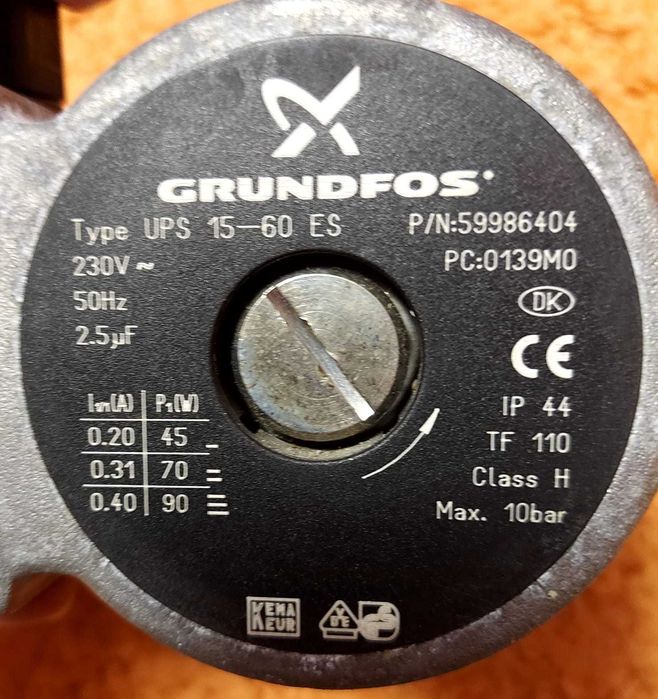 GRUNDFOS
Type UPS 15-60 ES
P/N:59986404
230V ~
PC:0139M0
50Hz
DK
2.5µF
CE
I1/1(A) P1(W)
IP 44
0.20 45
TF 110
0.31 70
Class H
0.40 90
Max. 10bar
KEMA
KEUR
VDE